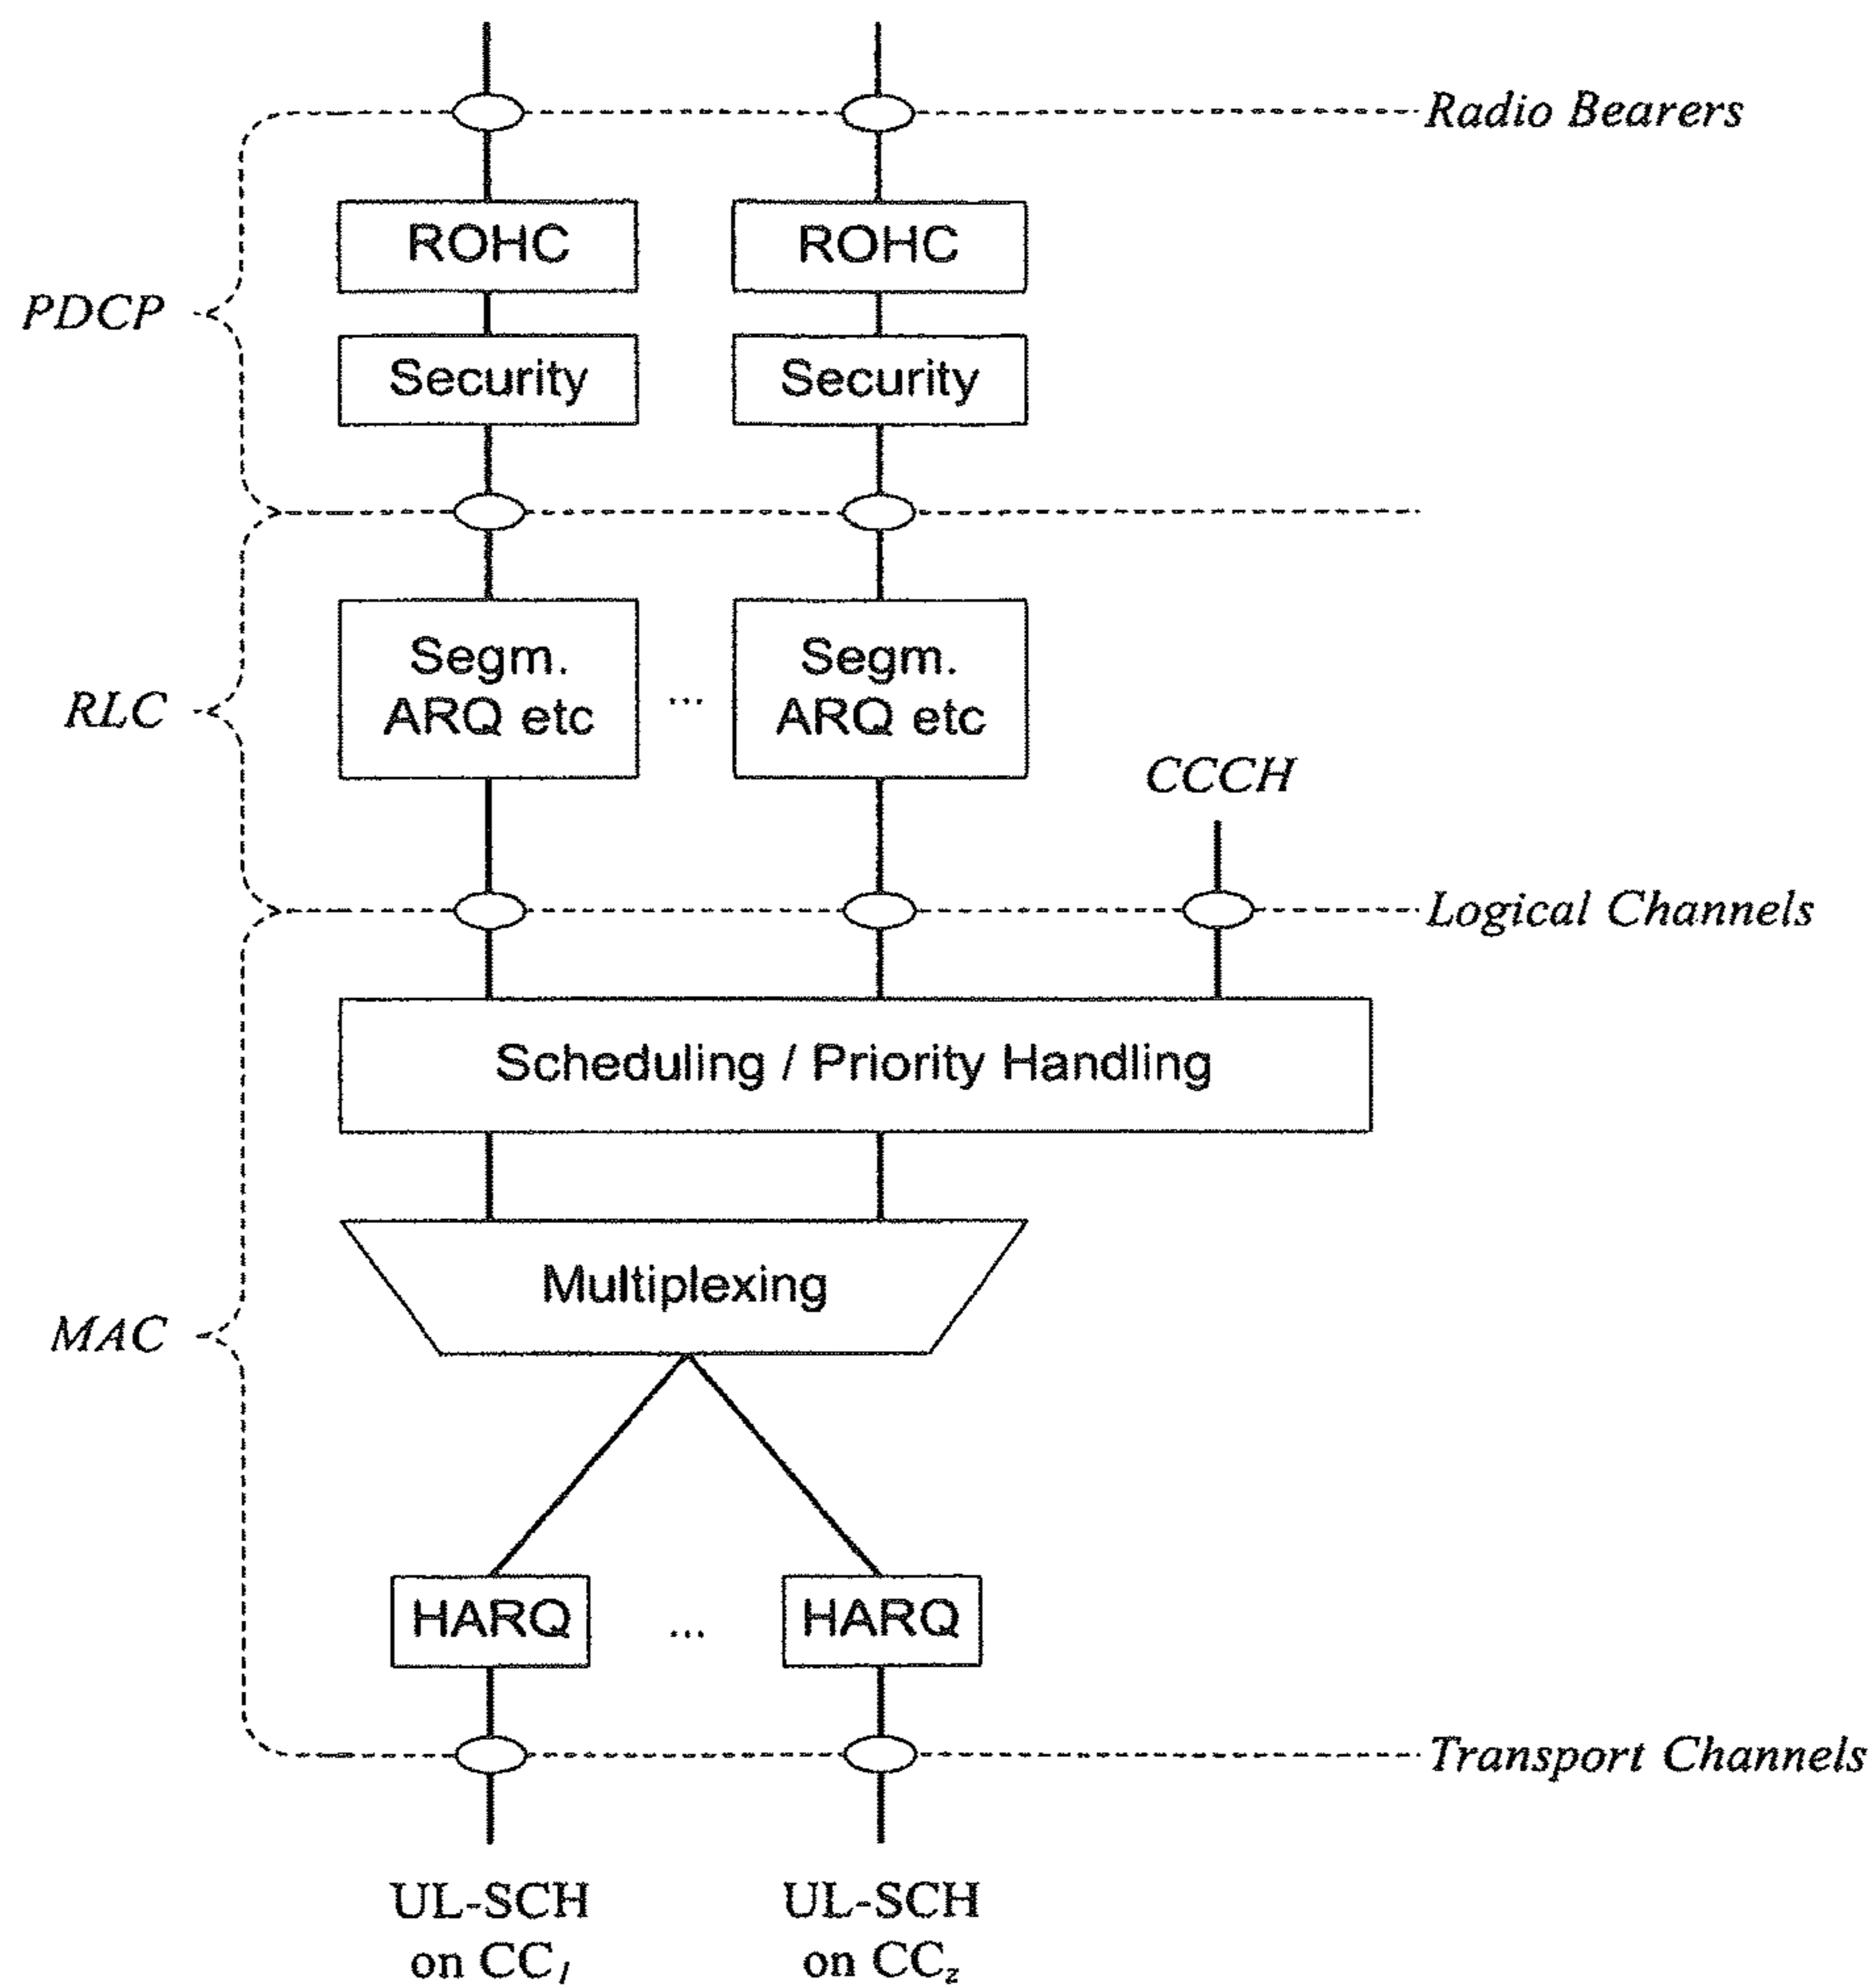 Radio Bearers
ROHC
ROHC
PDCP
Security
Security
Segm.
ARQ etc
...
Segm.
ARQ etc
RLC
CCCH
Logical Channels
Scheduling / Priority Handling
Multiplexing
MAC
HARQ
...
HARQ
Transport Channels
UL-SCH
on CC₁
UL-SCH
on CC₂